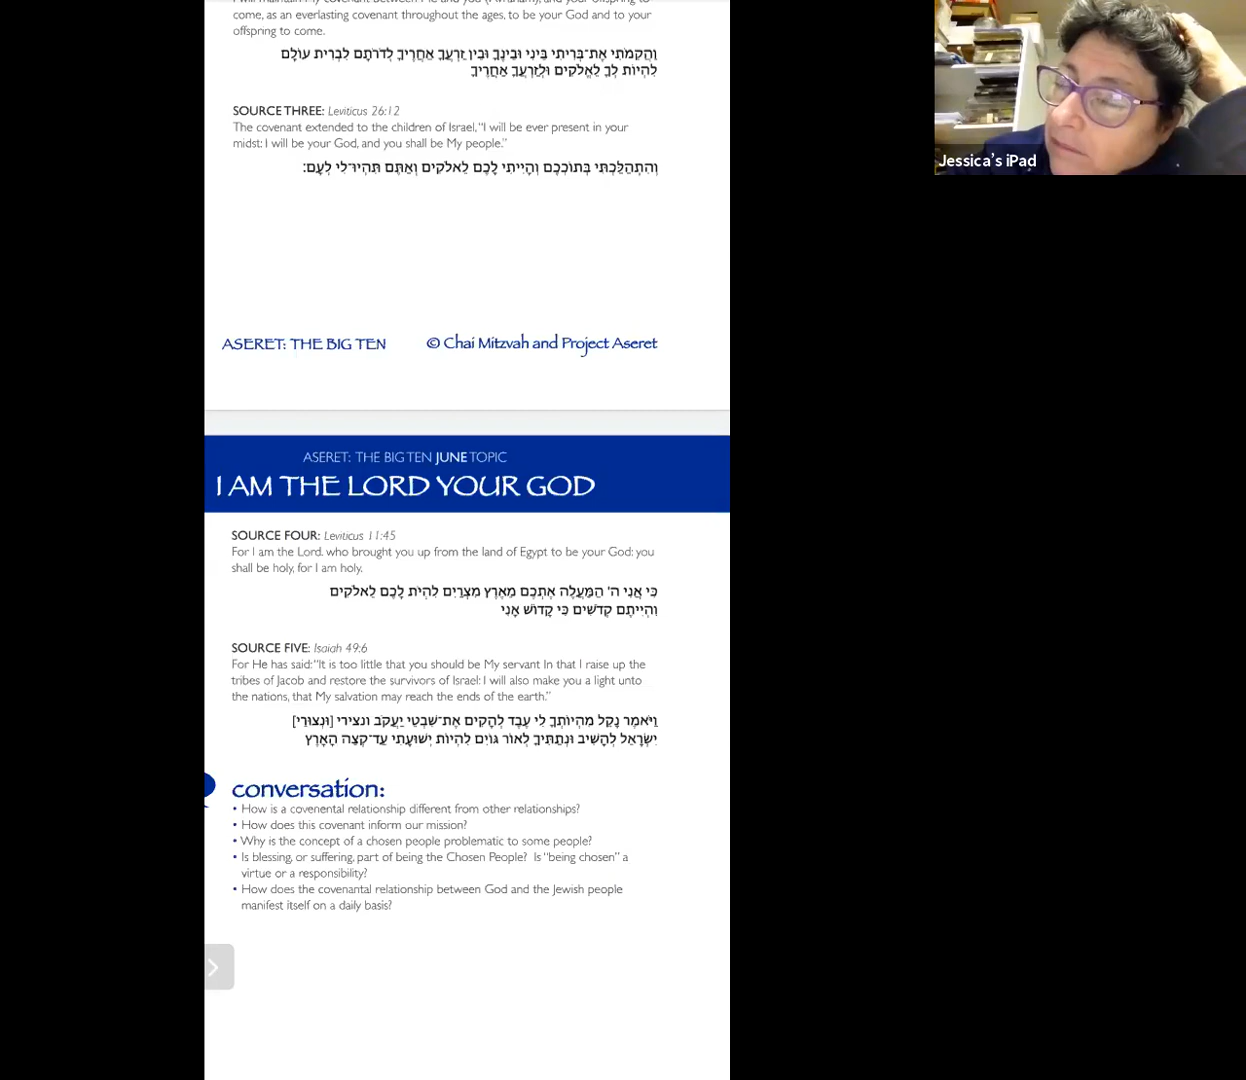 come, as an everlasting covenant throughout the ages, to be your God and to your
offspring to come.
וַהֲקִמֹתִי אֶת־בְּרִיתִי בֵּינִי וּבֵינֶךָ וּבֵין זַרְעֲךָ אַחֲרֶיךָ לְדֹרֹתָם לִבְרִית עוֹלָם
לִהְיוֹת לְךָ לֵאלֹקִים וּלְזַרְעֲךָ אַחֲרֶיךָ
SOURCE THREE: Leviticus 26:12
The covenant extended to the children of Israel, “I will be ever present in your
midst: I will be your God, and you shall be My people.”
וְהִתְהַלַּכְתִּי בְּתוֹכְכֶם וְהָיִיתִי לָכֶם לֵאלֹקִים וְאַתֶּם תִּהְיוּ־לִי לְעָם:
ASERET: THE BIG TEN © Chai Mitzvah and Project Aseret
ASERET: THE BIG TEN JUNE TOPIC
I AM THE LORD YOUR GOD
SOURCE FOUR: Leviticus 11:45
For I am the Lord. who brought you up from the land of Egypt to be your God: you
shall be holy, for I am holy.
כִּי אֲנִי ה' הַמַּעֲלֶה אֶתְכֶם מֵאֶרֶץ מִצְרַיִם לִהְיֹת לָכֶם לֵאלֹקִים
וִהְיִיתֶם קְדֹשִׁים כִּי קָדוֹשׁ אָנִי
SOURCE FIVE: Isaiah 49:6
For He has said: “It is too little that you should be My servant In that I raise up the
tribes of Jacob and restore the survivors of Israel: I will also make you a light unto
the nations, that My salvation may reach the ends of the earth.”
וַיֹּאמֶר נָקֵל מִהְיוֹתְךָ לִי עֶבֶד לְהָקִים אֶת־שִׁבְטֵי יַעֲקֹב ונצירי [וּנְצוּרֵי]
יִשְׂרָאֵל לְהָשִׁיב וּנְתַתִּיךָ לְאוֹר גּוֹיִם לִהְיוֹת יְשׁוּעָתִי עַד־קְצֵה הָאָרֶץ
conversation:
• How is a covenental relationship different from other relationships?
• How does this covenant inform our mission?
• Why is the concept of a chosen people problematic to some people?
• Is blessing, or suffering, part of being the Chosen People? Is “being chosen” a
virtue or a responsibility?
• How does the covenantal relationship between God and the Jewish people
manifest itself on a daily basis?
Jessica’s iPad